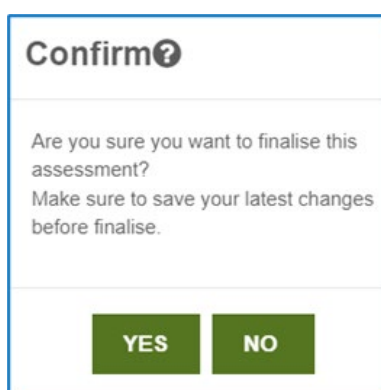 Confirm?
Are you sure you want to finalise this
assessment?
Make sure to save your latest changes
before finalise.
YES NO